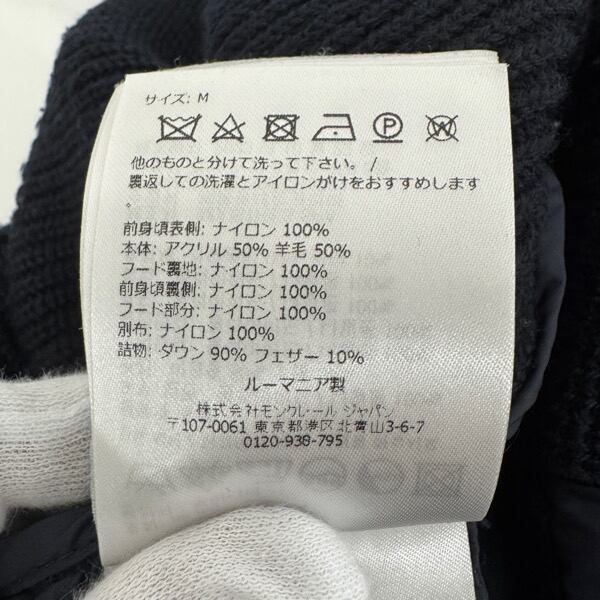 サイズ: M
他のものと分けて洗って下さい。/
裏返しての洗濯とアイロンがけをおすすめします
。
前身頃表側: ナイロン 100%
本体: アクリル 50% 羊毛 50%
フード裏地: ナイロン 100%
前身頃裏側: ナイロン 100%
フード部分: ナイロン 100%
別布: ナイロン 100%
詰物: ダウン 90% フェザー 10%
ルーマニア製
株式会社モンクレール ジャパン
〒107-0061 東京都港区北青山3-6-7
0120-938-795